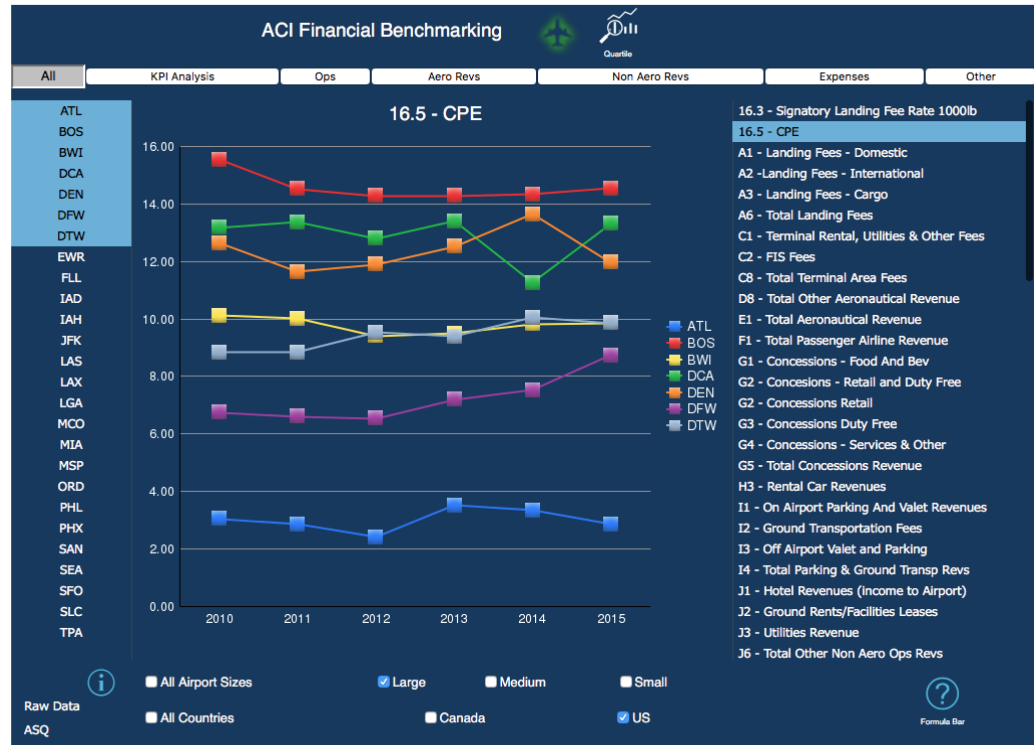 ACI Financial Benchmarking
Quartile
All
KPI Analysis
Ops
Aero Revs
Non Aero Revs
Expenses
Other
ATL
BOS
BWI
DCA
DEN
DFW
DTW
EWR
FLL
IAD
IAH
JFK
LAS
LAX
LGA
MCO
MIA
MSP
ORD
PHL
PHX
SAN
SEA
SFO
SLC
TPA
16.5 - CPE
16.00
14.00
12.00
10.00
8.00
6.00
4.00
2.00
0.00
2010 2011 2012 2013 2014 2015
ATL
BOS
BWI
DCA
DEN
DFW
DTW
16.3 - Signatory Landing Fee Rate 1000lb
16.5 - CPE
A1 - Landing Fees - Domestic
A2 -Landing Fees - International
A3 - Landing Fees - Cargo
A6 - Total Landing Fees
C1 - Terminal Rental, Utilities & Other Fees
C2 - FIS Fees
C8 - Total Terminal Area Fees
D8 - Total Other Aeronautical Revenue
E1 - Total Aeronautical Revenue
F1 - Total Passenger Airline Revenue
G1 - Concessions - Food And Bev
G2 - Concesions - Retail and Duty Free
G2 - Concessions Retail
G3 - Concessions Duty Free
G4 - Concessions - Services & Other
G5 - Total Concessions Revenue
H3 - Rental Car Revenues
I1 - On Airport Parking And Valet Revenues
I2 - Ground Transportation Fees
I3 - Off Airport Valet and Parking
I4 - Total Parking & Ground Transp Revs
J1 - Hotel Revenues (Income to Airport)
J2 - Ground Rents/Facilities Leases
J3 - Utilities Revenue
J6 - Total Other Non Aero Ops Revs
i
Raw Data
ASQ
All Airport Sizes
Large
Medium
Small
All Countries
Canada
US
?
Formula Bar